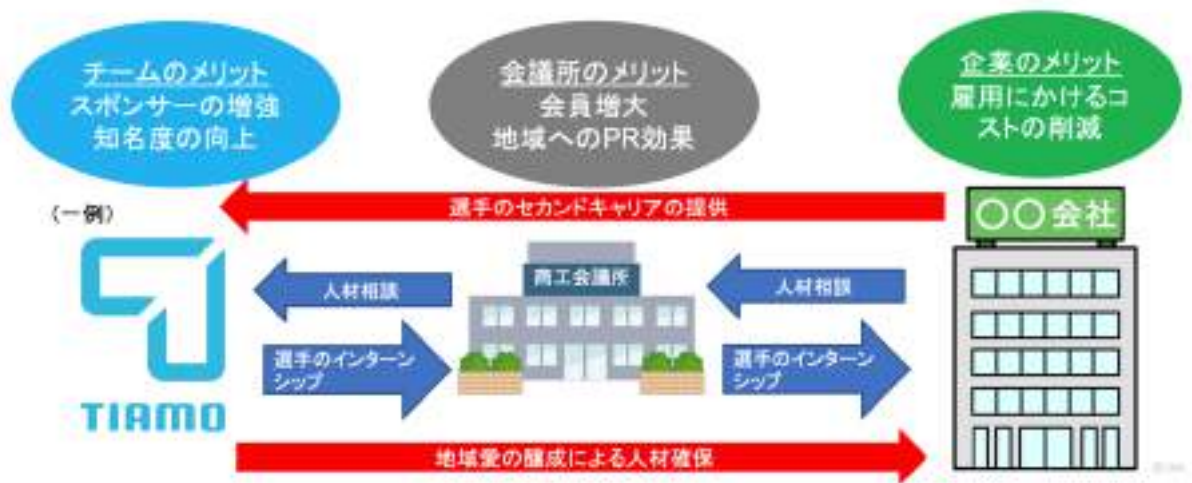 チームのメリット
スポンサーの増強
知名度の向上
会議所のメリット
会員増大
地域へのPR効果
企業のメリット
雇用にかけるコ
ストの削減
選手のセカンドキャリアの提供
(一例)
〇〇会社
商工会議所
人材相談
人材相談
選手のインターン
シップ
選手のインターン
シップ
TIAMO
地域愛の醸成による人材確保